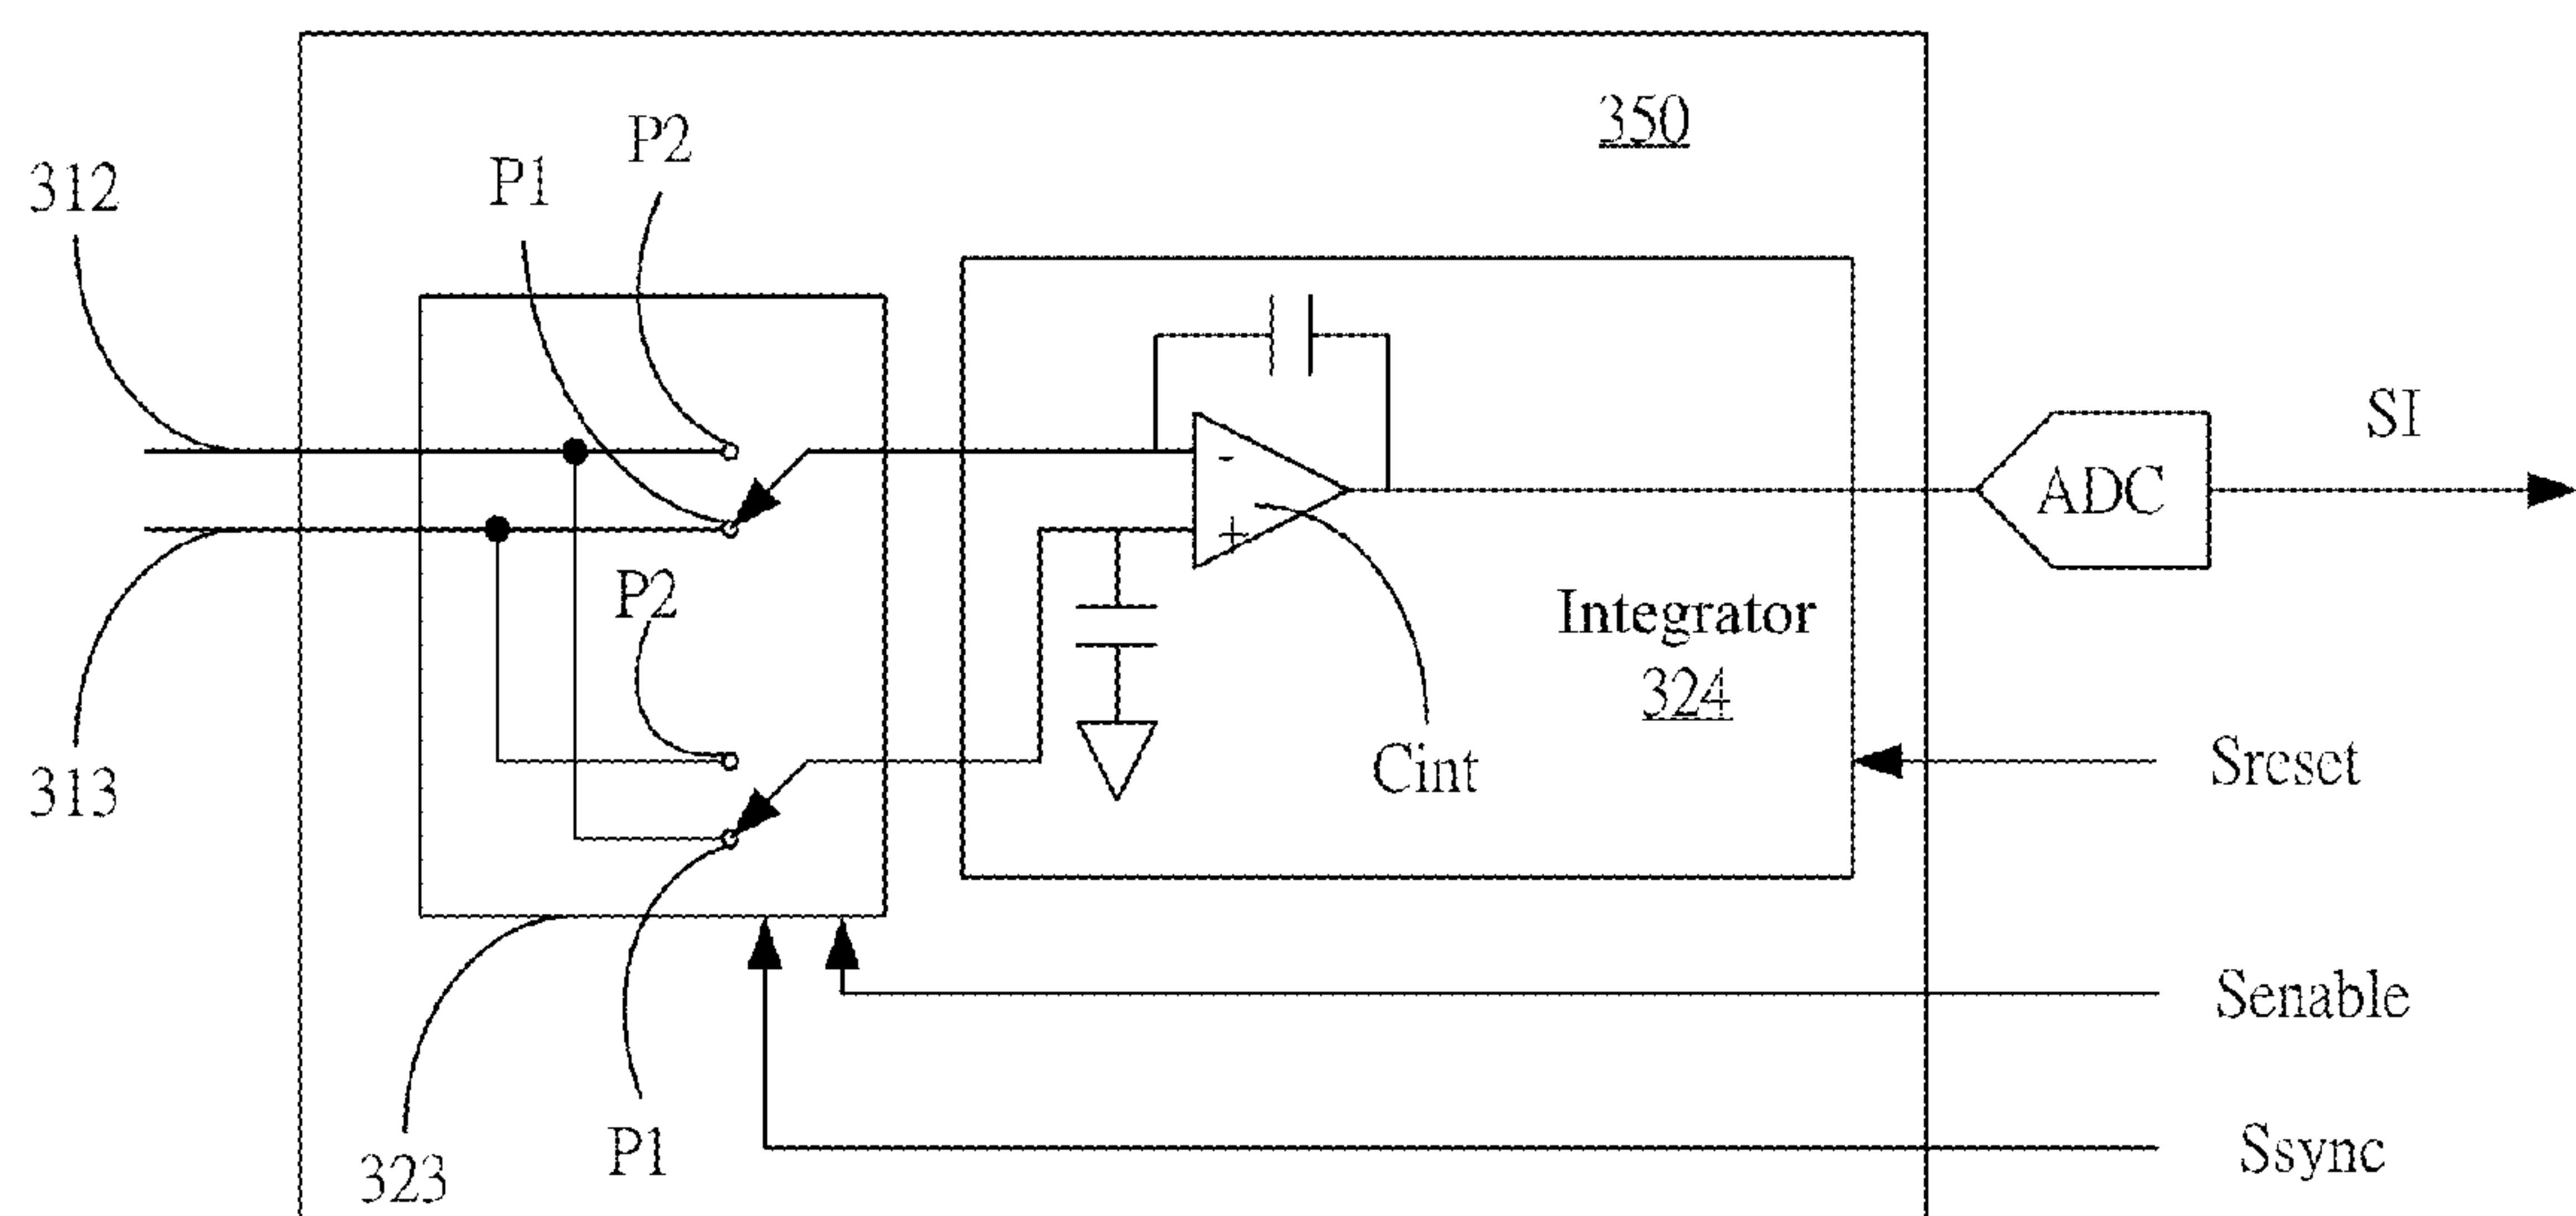 350
P2
P1
312
SI
ADC
P2
Integrator
324
Cint
313
Sreset
Senable
P1
Ssync
323
-
+